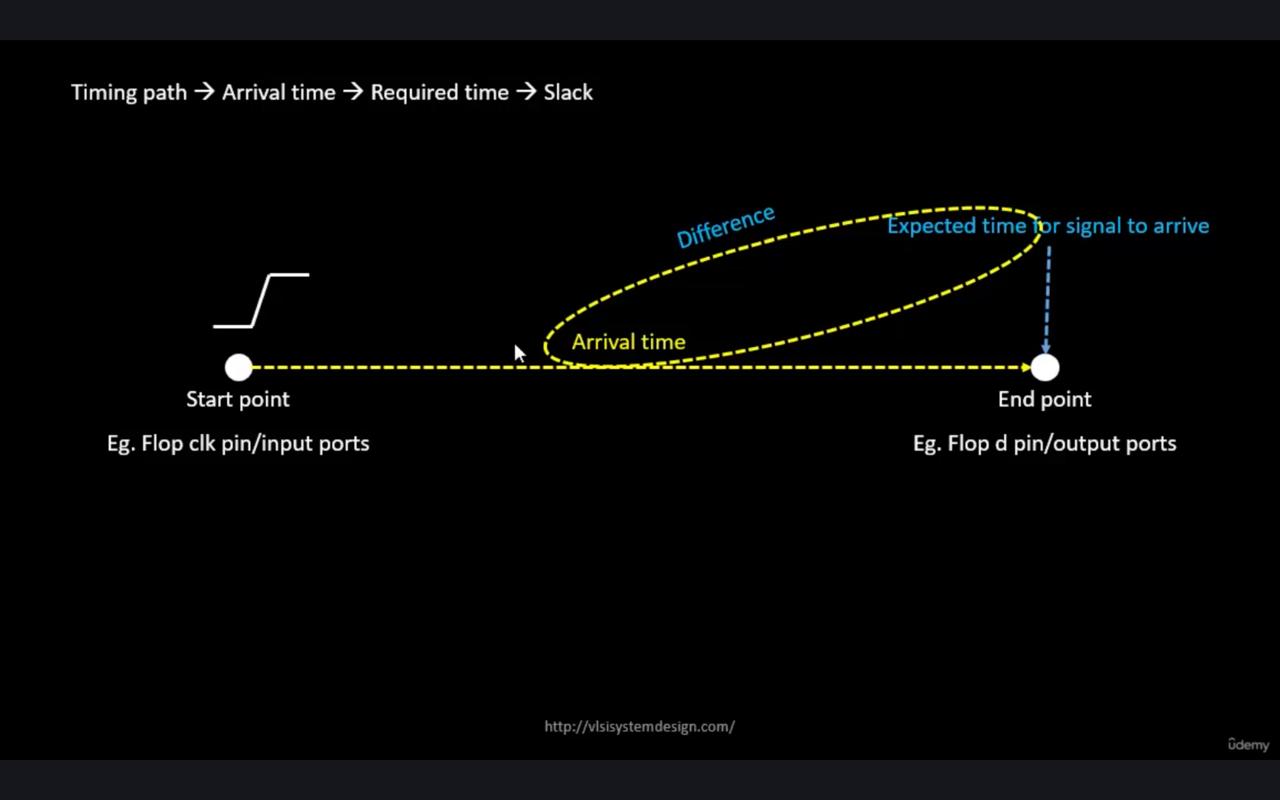 Timing path → Arrival time → Required time → Slack
Difference
Expected time for signal to arrive
Arrival time
Start point
End point
Eg. Flop clk pin/input ports
Eg. Flop d pin/output ports
http://vlsisystemdesign.com/
ûdemy